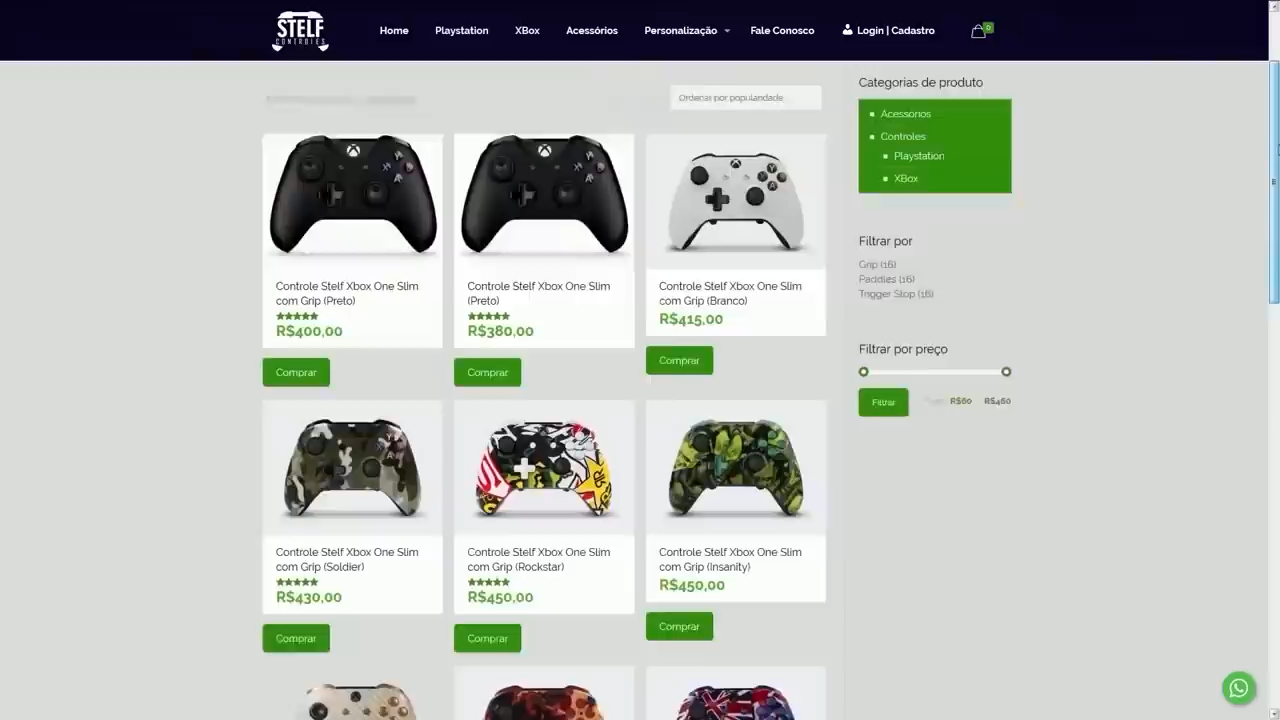 STELF
CONTROLES
Home
Playstation
XBox
Acessórios
Personalização
Fale Conosco
Login | Cadastro
0
Ordenar por popularidade
Categorias de produto
Acessórios
Controles
Playstation
XBox
Controle Stelf Xbox One Slim
com Grip (Preto)
R$400,00
Comprar
Controle Stelf Xbox One Slim
(Preto)
R$380,00
Comprar
Controle Stelf Xbox One Slim
com Grip (Branco)
R$415,00
Comprar
Filtrar por
Grip (16)
Paddles (16)
Trigger Stop (16)
Filtrar por preço
Filtrar
R$60
R$460
Controle Stelf Xbox One Slim
com Grip (Soldier)
R$430,00
Comprar
Controle Stelf Xbox One Slim
com Grip (Rockstar)
R$450,00
Comprar
Controle Stelf Xbox One Slim
com Grip (Insanity)
R$450,00
Comprar